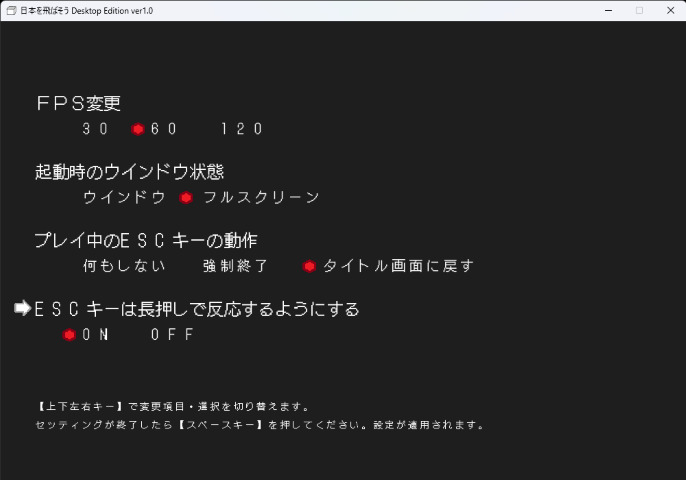 日本を飛ばそう Desktop Edition ver1.0
ＦＰＳ変更
３０　６０　１２０
起動時のウインドウ状態
ウインドウ　フルスクリーン
プレイ中のＥＳＣキーの動作
何もしない　強制終了　タイトル画面に戻す
ＥＳＣキーは長押しで反応するようにする
ＯＮ　ＯＦＦ
【上下左右キー】で変更項目・選択を切り替えます。
セッティングが終了したら【スペースキー】を押してください。設定が適用されます。